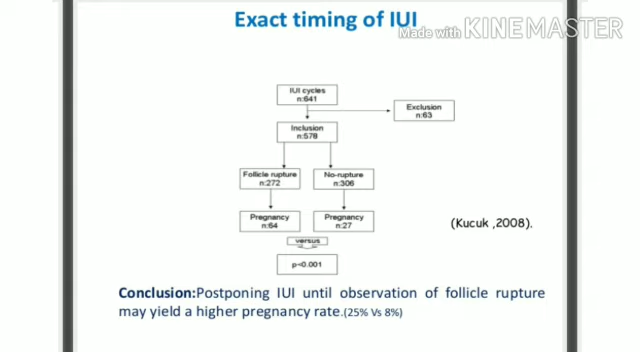 Exact timing of IUI
Made with KINEMASTER
IUI cycles
n:641
Exclusion
n:63
Inclusion
n:578
Follicle rupture
n:272
No-rupture
n:306
Pregnancy
n:64
Pregnancy
n:27
(Kucuk ,2008).
versus
p<0.001
Conclusion:Postponing IUI until observation of follicle rupture
may yield a higher pregnancy rate.(25% Vs 8%)